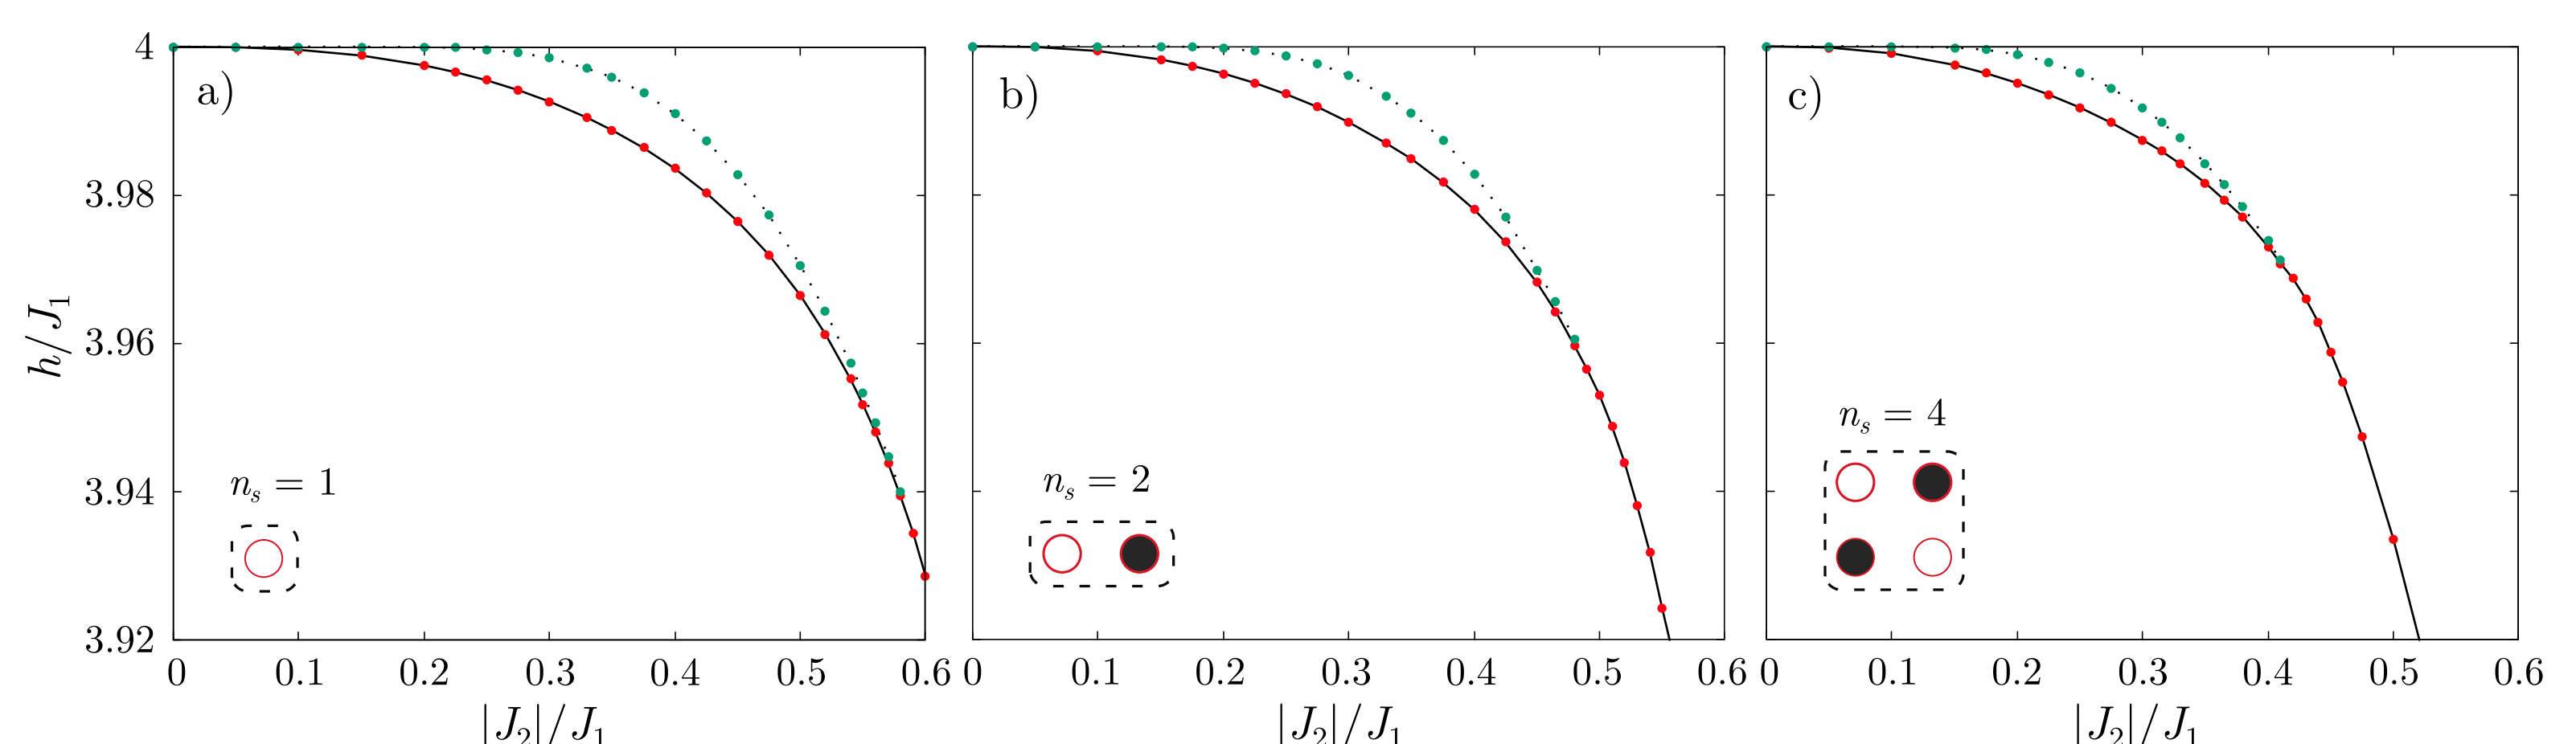 a)
b)
c)
4
3.98
3.96
3.94
3.92
h/J₁
nₛ = 1
nₛ = 2
nₛ = 4
0 0.1 0.2 0.3 0.4 0.5 0.6
0 0.1 0.2 0.3 0.4 0.5 0.6
0 0.1 0.2 0.3 0.4 0.5 0.6
|J₂|/J₁
|J₂|/J₁
|J₂|/J₁